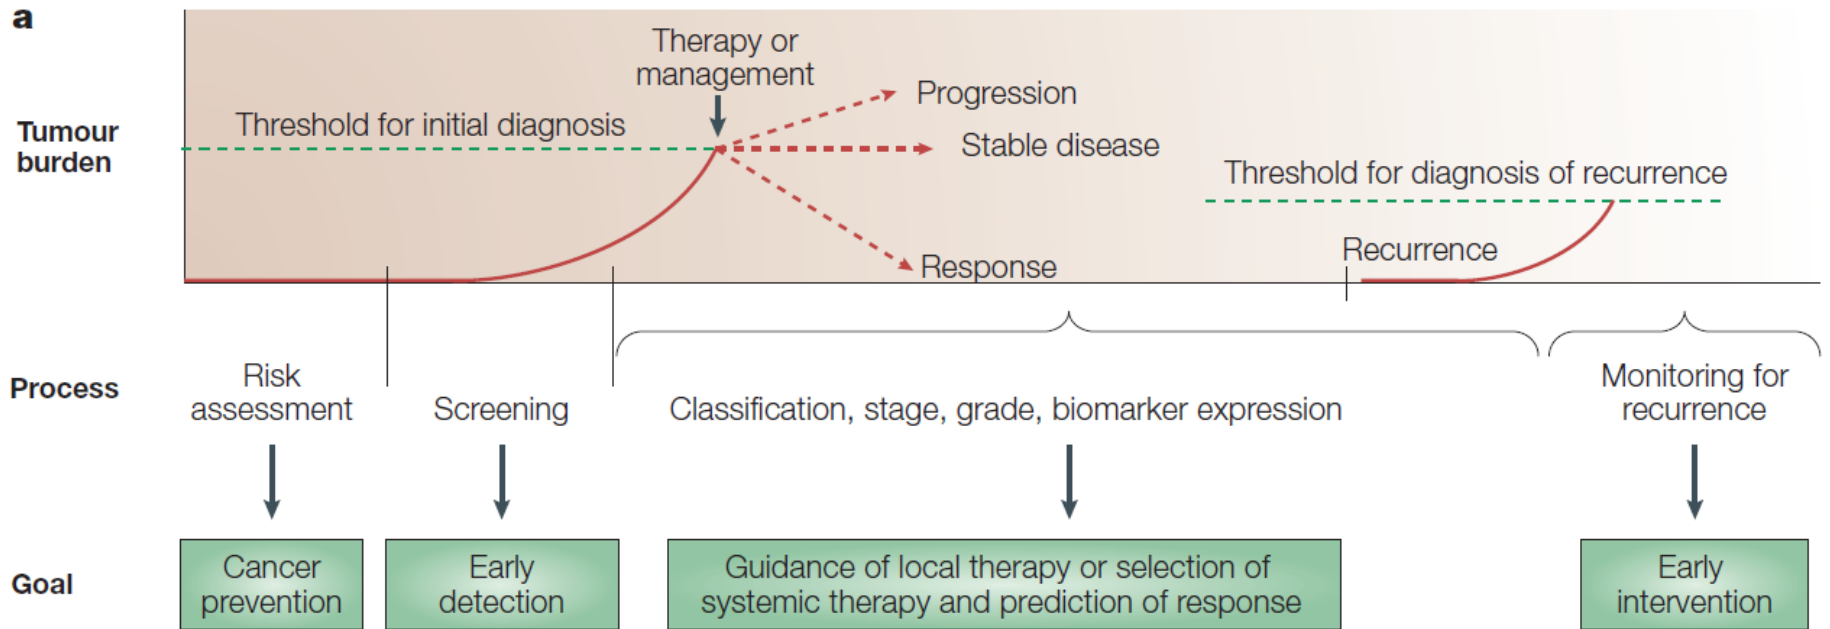 a
Tumour
burden
Therapy or
management
Threshold for initial diagnosis
Progression
Stable disease
Response
Threshold for diagnosis of recurrence
Recurrence
Process
Risk
assessment
Screening
Classification, stage, grade, biomarker expression
Monitoring for
recurrence
Goal
Cancer
prevention
Early
detection
Guidance of local therapy or selection of
systemic therapy and prediction of response
Early
intervention